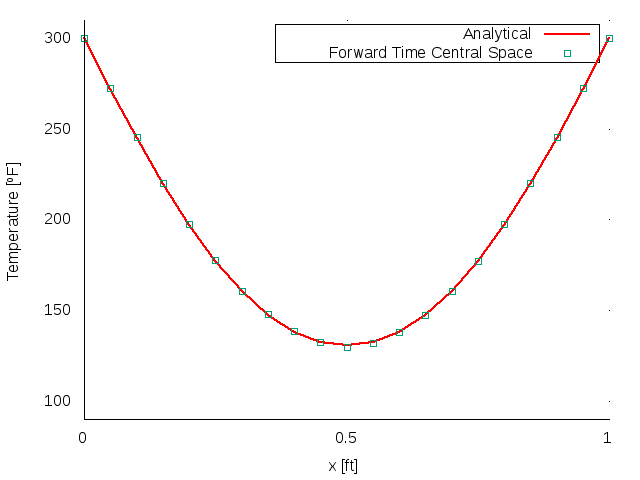 300
250
200
150
100
Temperature [ºF]
Analytical
Forward Time Central Space
0
0.5
1
x [ft]